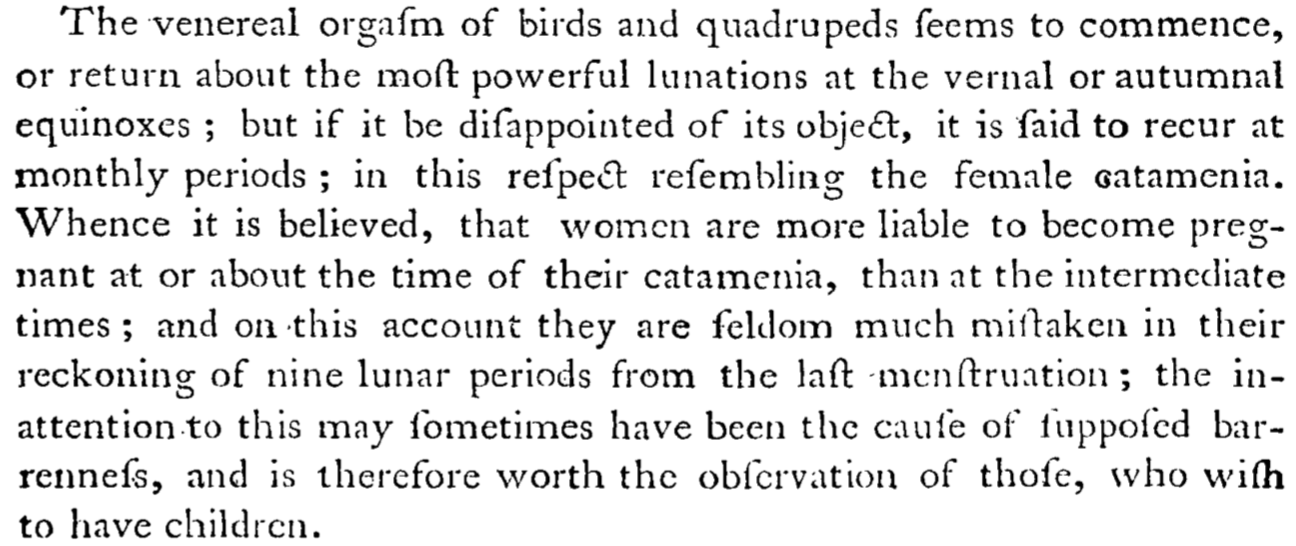 The venereal orgaſm of birds and quadrupeds ſeems to commence,
or return about the moſt powerful lunations at the vernal or autumnal
equinoxes ; but if it be diſappointed of its object, it is ſaid to recur at
monthly periods ; in this reſpect reſembling the female catamenia.
Whence it is believed, that women are more liable to become preg-
nant at or about the time of their catamenia, than at the intermediate
times ; and on this account they are ſeldom much miſtaken in their
reckoning of nine lunar periods from the laſt menſtruation ; the in-
attention to this may ſometimes have been the cauſe of ſuppoſed bar-
renneſs, and is therefore worth the obſervation of thoſe, who wiſh
to have children.